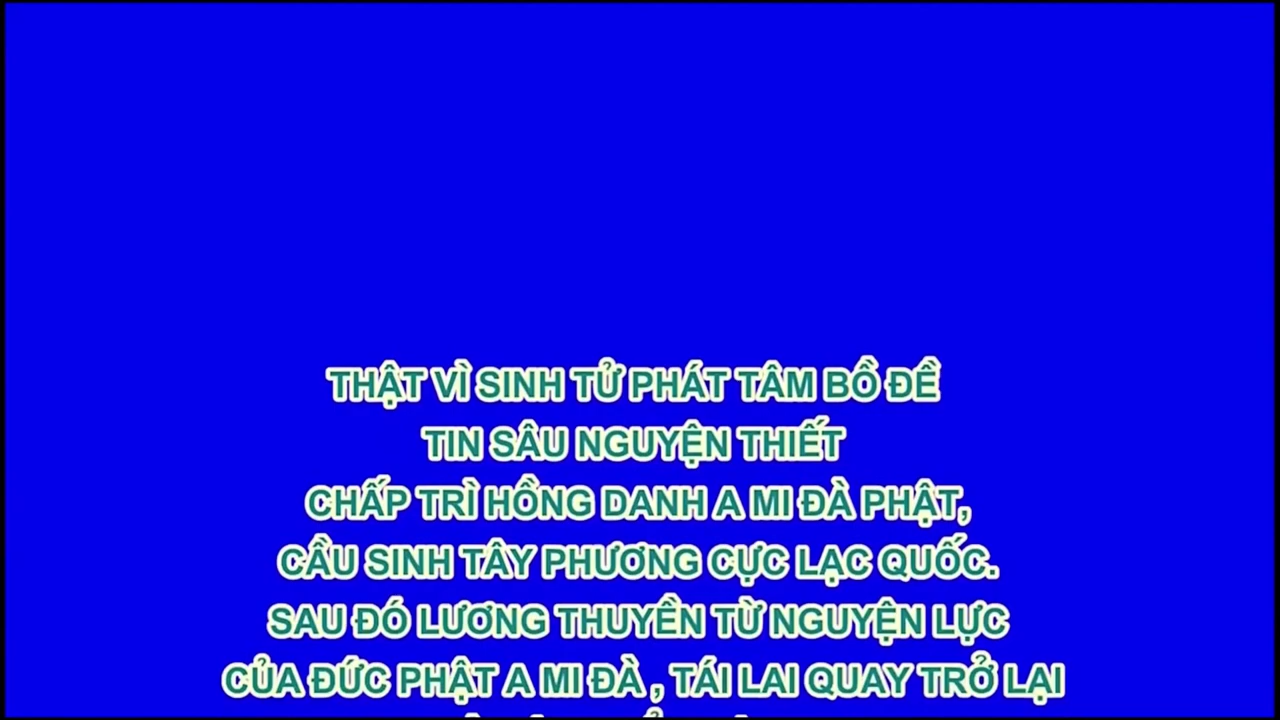 THẬT VÌ SINH TỬ PHÁT TÂM BỒ ĐỀ
TIN SÂU NGUYỆN THIẾT
CHẤP TRÌ HỒNG DANH A MI ĐÀ PHẬT,
CẦU SINH TÂY PHƯƠNG CỰC LẠC QUỐC.
SAU ĐÓ LƯƠNG THUYỀN TỪ NGUYỆN LỰC
CỦA ĐỨC PHẬT A MI ĐÀ , TÁI LAI QUAY TRỞ LẠI